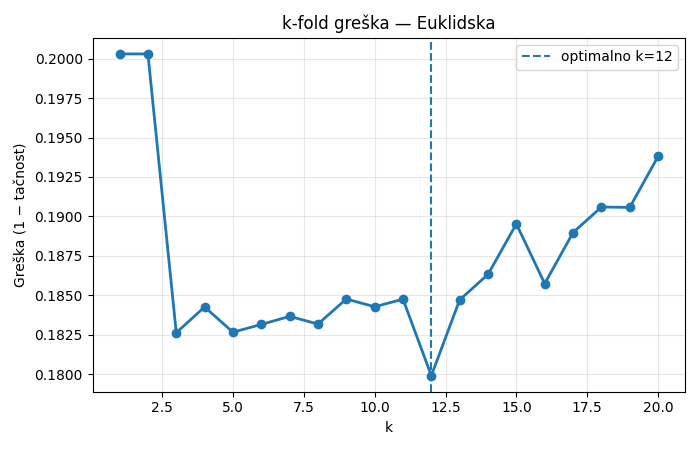 k-fold greška — Euklidska
optimalno k=12
Greška (1 − tačnost)
0.2000
0.1975
0.1950
0.1925
0.1900
0.1875
0.1850
0.1825
0.1800
2.5 5.0 7.5 10.0 12.5 15.0 17.5 20.0
k